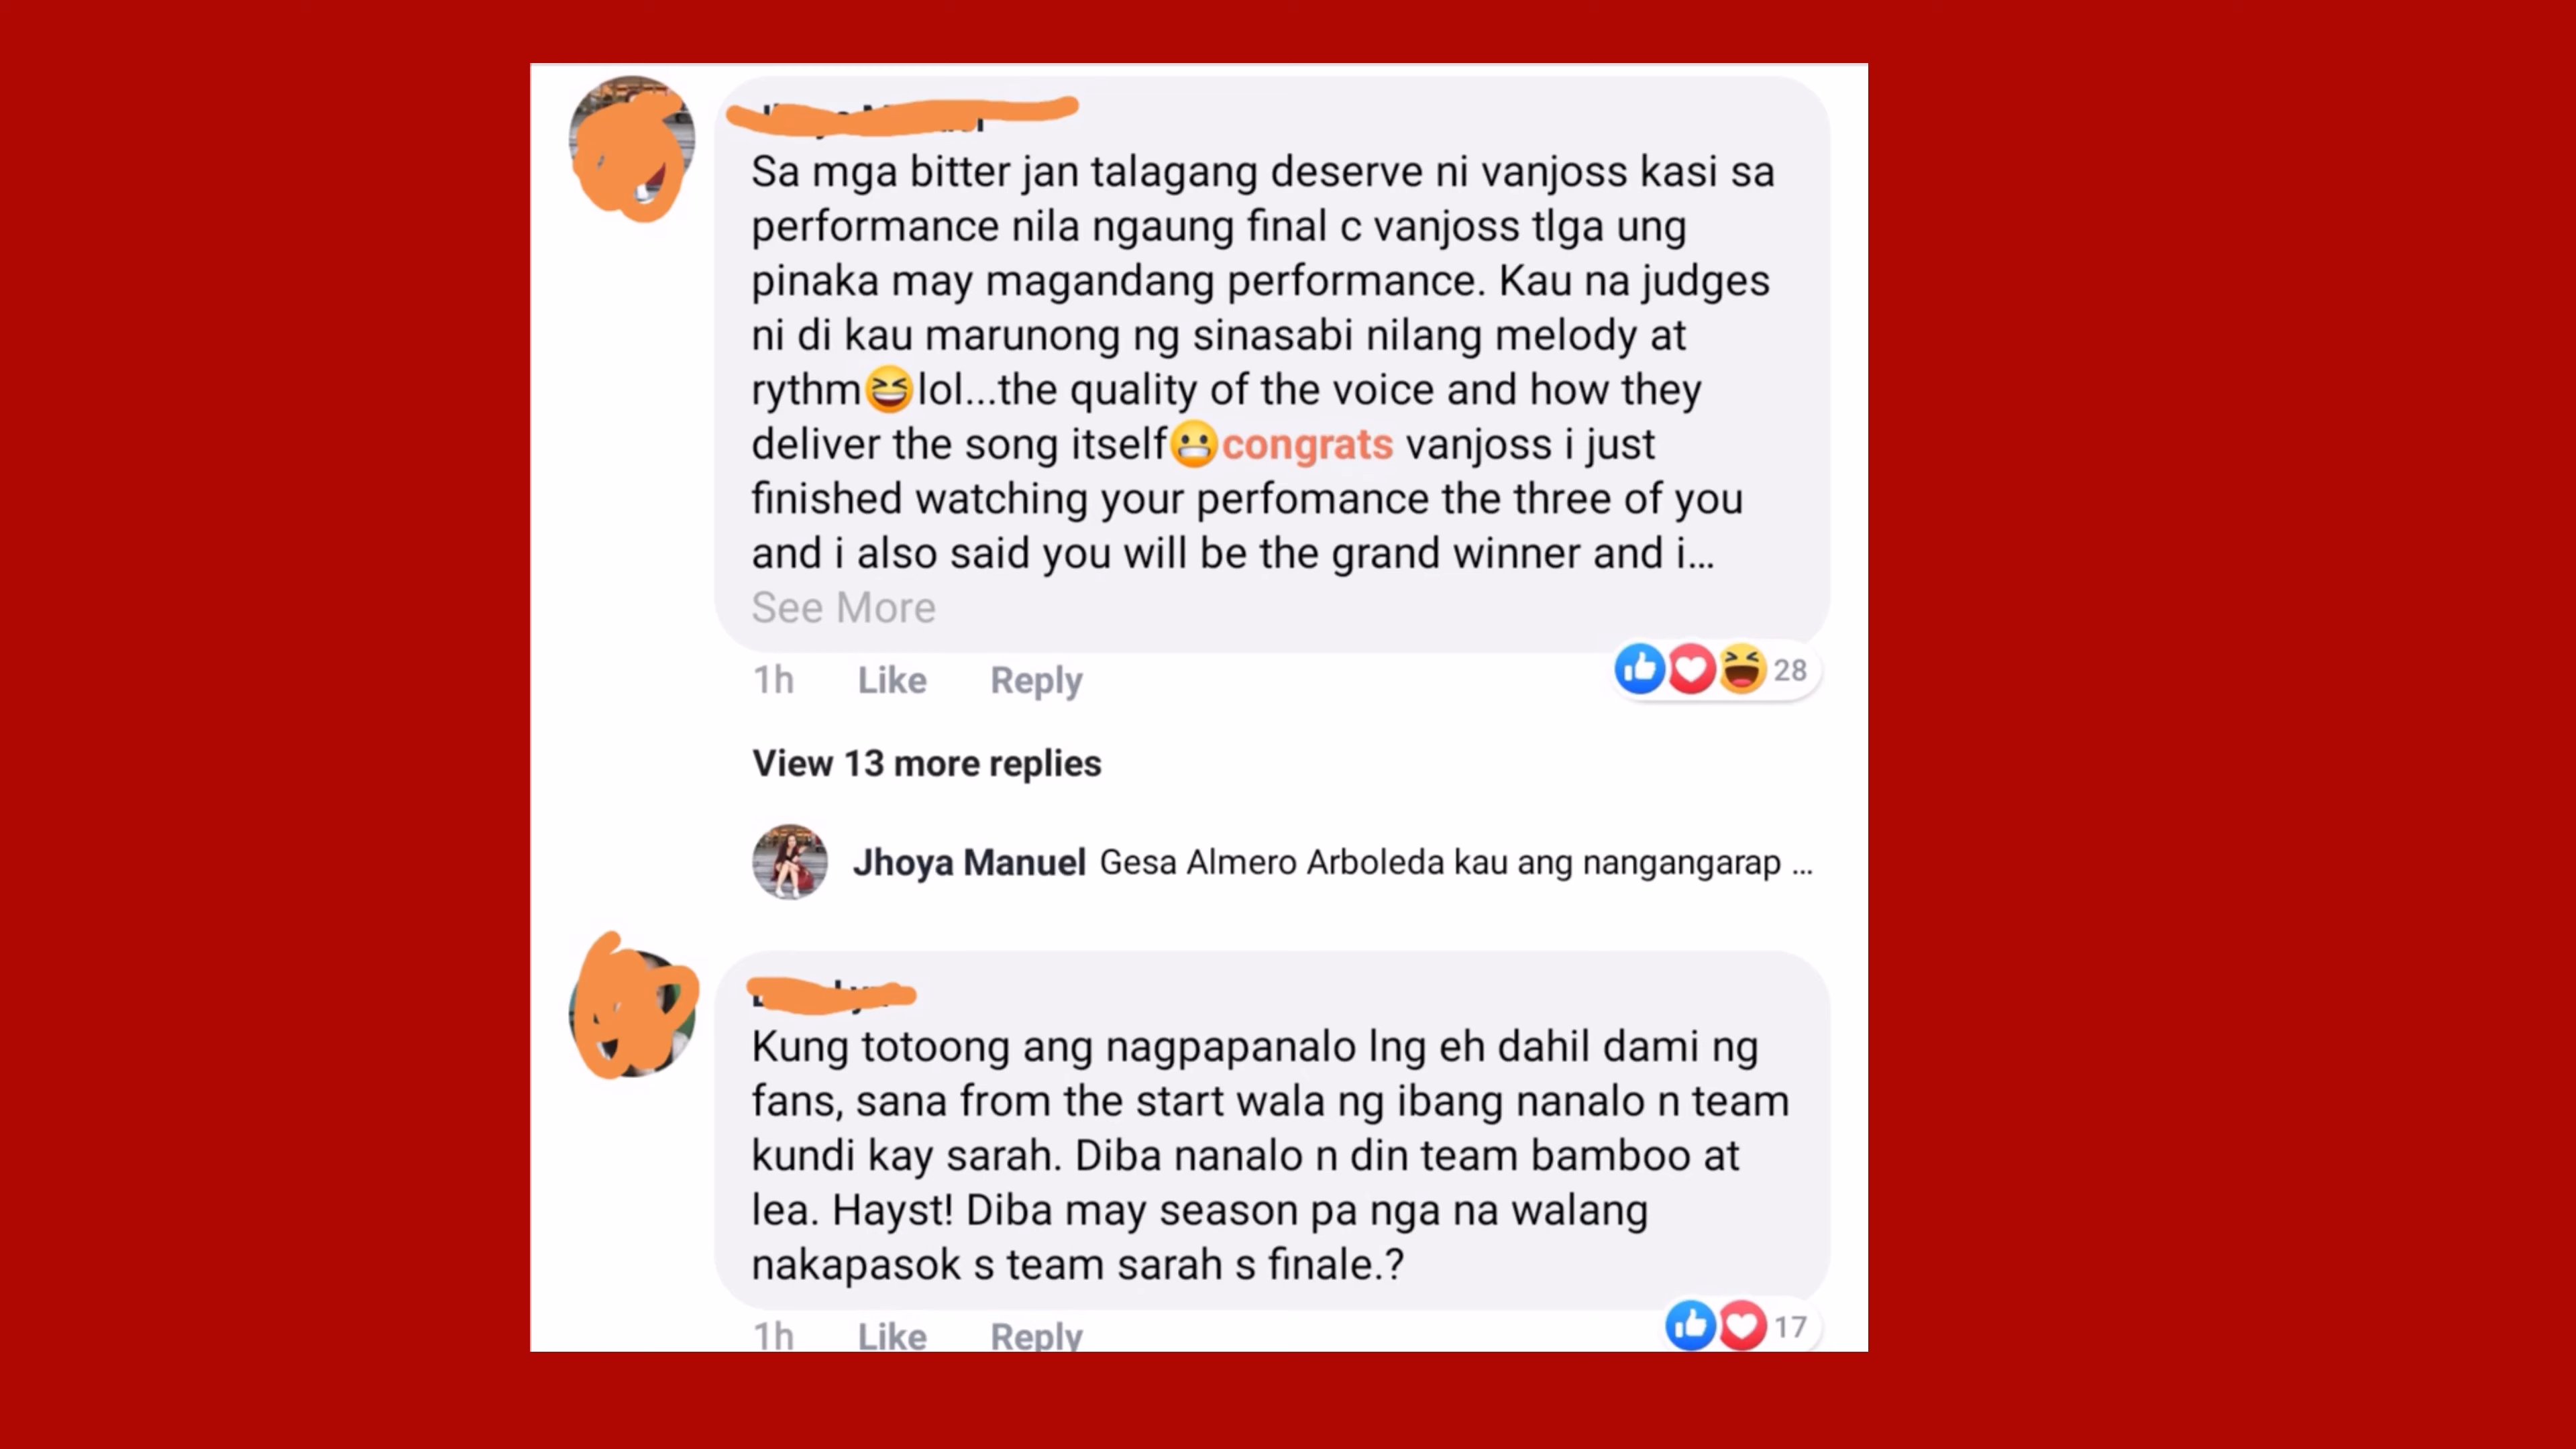 Sa mga bitter jan talagang deserve ni vanjoss kasi sa
performance nila ngaung final c vanjoss tlga ung
pinaka may magandang performance. Kau na judges
ni di kau marunong ng sinasabi nilang melody at
rythm😆lol...the quality of the voice and how they
deliver the song itself😬congrats vanjoss i just
finished watching your perfomance the three of you
and i also said you will be the grand winner and i...
See More
1h Like Reply 28
View 13 more replies
Jhoya Manuel Gesa Almero Arboleda kau ang nangangarap ...
Kung totoong ang nagpapanalo lng eh dahil dami ng
fans, sana from the start wala ng ibang nanalo n team
kundi kay sarah. Diba nanalo n din team bamboo at
lea. Hayst! Diba may season pa nga na walang
nakapasok s team sarah s finale.?
1h Like Reply 17